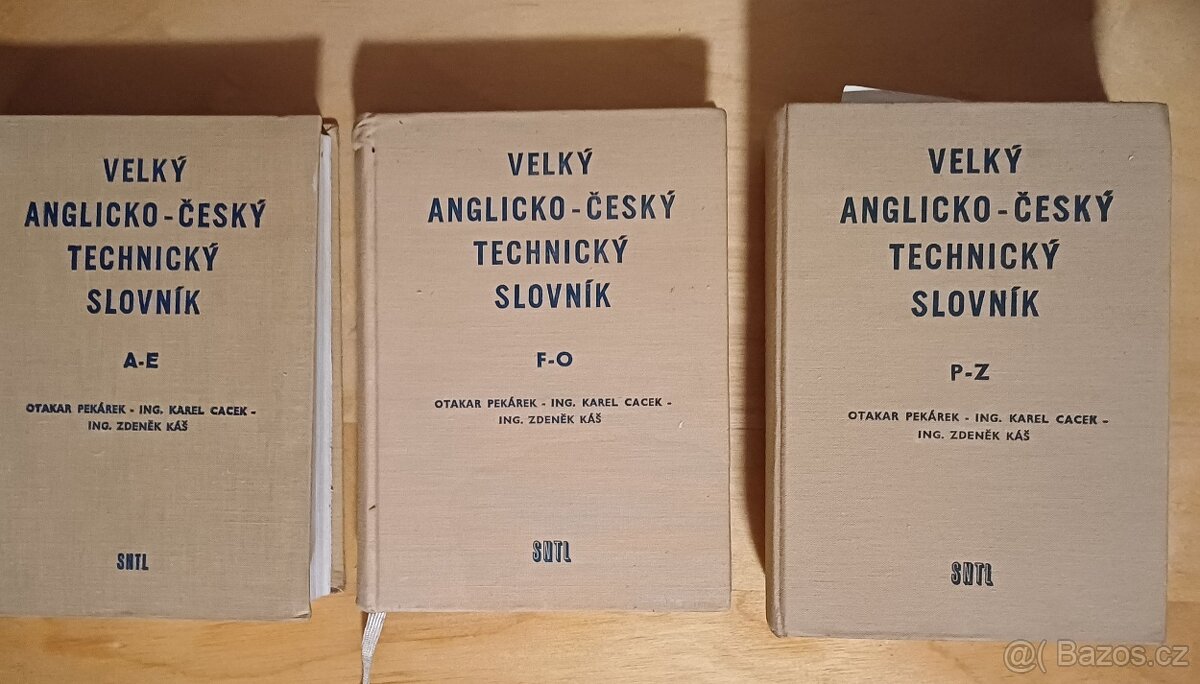 VELKÝ
ANGLICKO-ČESKÝ
TECHNICKÝ
SLOVNÍK
A-E
OTAKAR PEKÁREK - ING. KAREL CACEK -
ING. ZDENĚK KÁŠ
SNTL
VELKÝ
ANGLICKO-ČESKÝ
TECHNICKÝ
SLOVNÍK
F-O
OTAKAR PEKÁREK - ING. KAREL CACEK -
ING. ZDENĚK KÁŠ
SNTL
VELKÝ
ANGLICKO-ČESKÝ
TECHNICKÝ
SLOVNÍK
P-Z
OTAKAR PEKÁREK - ING. KAREL CACEK -
ING. ZDENĚK KÁŠ
SNTL
@( Bazos.cz